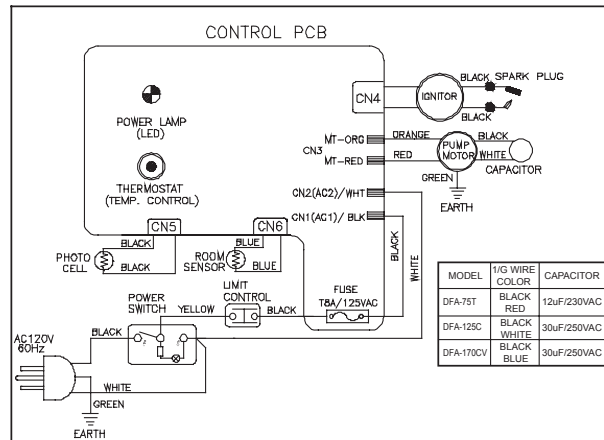 CONTROL PCB
POWER LAMP
(LED)
THERMOSTAT
(TEMP. CONTROL)
CN4
IGNITOR
BLACK
SPARK PLUG
BLACK
CN3
MT-ORG
ORANGE
MT-RED
RED
PUMP
MOTOR
BLACK
WHITE
CAPACITOR
GREEN
EARTH
CN2(AC2)/WHT
CN1(AC1)/ BLK
BLACK
WHITE
CN5
CN6
PHOTO
CELL
BLACK
BLACK
ROOM
SENSOR
BLUE
BLUE
LIMIT
CONTROL
FUSE
T8A/125VAC
POWER
SWITCH
YELLOW
BLACK
AC120V
60Hz
BLACK
WHITE
GREEN
EARTH
MODEL 1/G WIRE COLOR CAPACITOR
DFA-75T BLACK RED 12uF/230VAC
DFA-125C BLACK WHITE 30uF/250VAC
DFA-170CV BLACK BLUE 30uF/250VAC